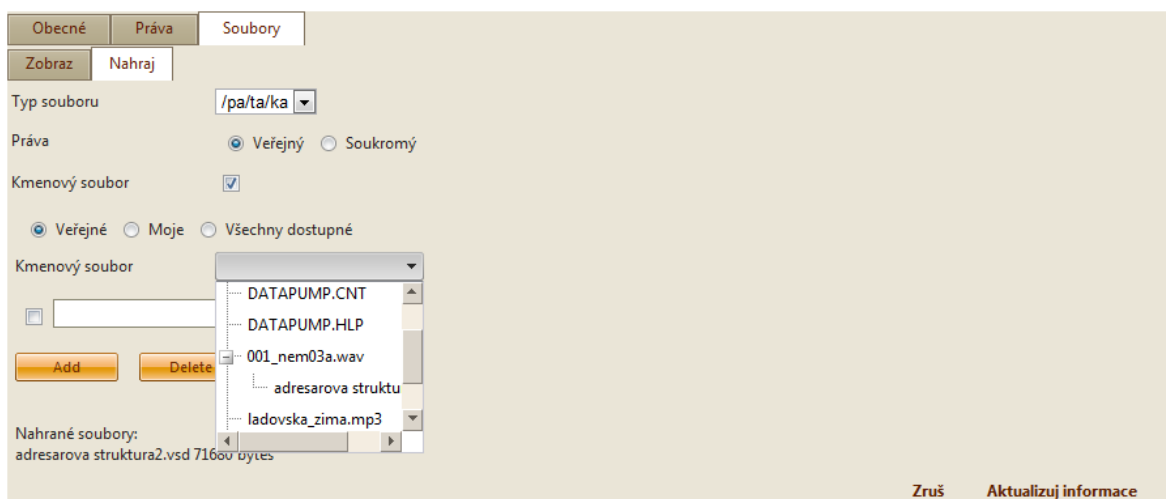 Obecné Práva Soubory
Zobraz Nahraj
Typ souboru /pa/ta/ka
Práva Veřejný Soukromý
Kmenový soubor
Veřejné Moje Všechny dostupné
Kmenový soubor
DATAPUMP.CNT
DATAPUMP.HLP
001_nem03a.wav
adresarova struktu
ladovska_zima.mp3
Add Delete
Nahrané soubory:
adresarova struktura2.vsd 71680 bytes
Zruš Aktualizuj informace